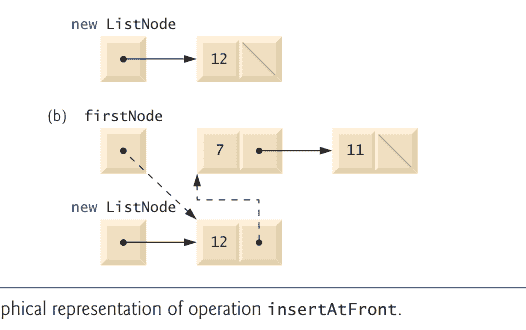 new ListNode
12
(b) firstNode
7 11
new ListNode
12
phical representation of operation insertAtFront.